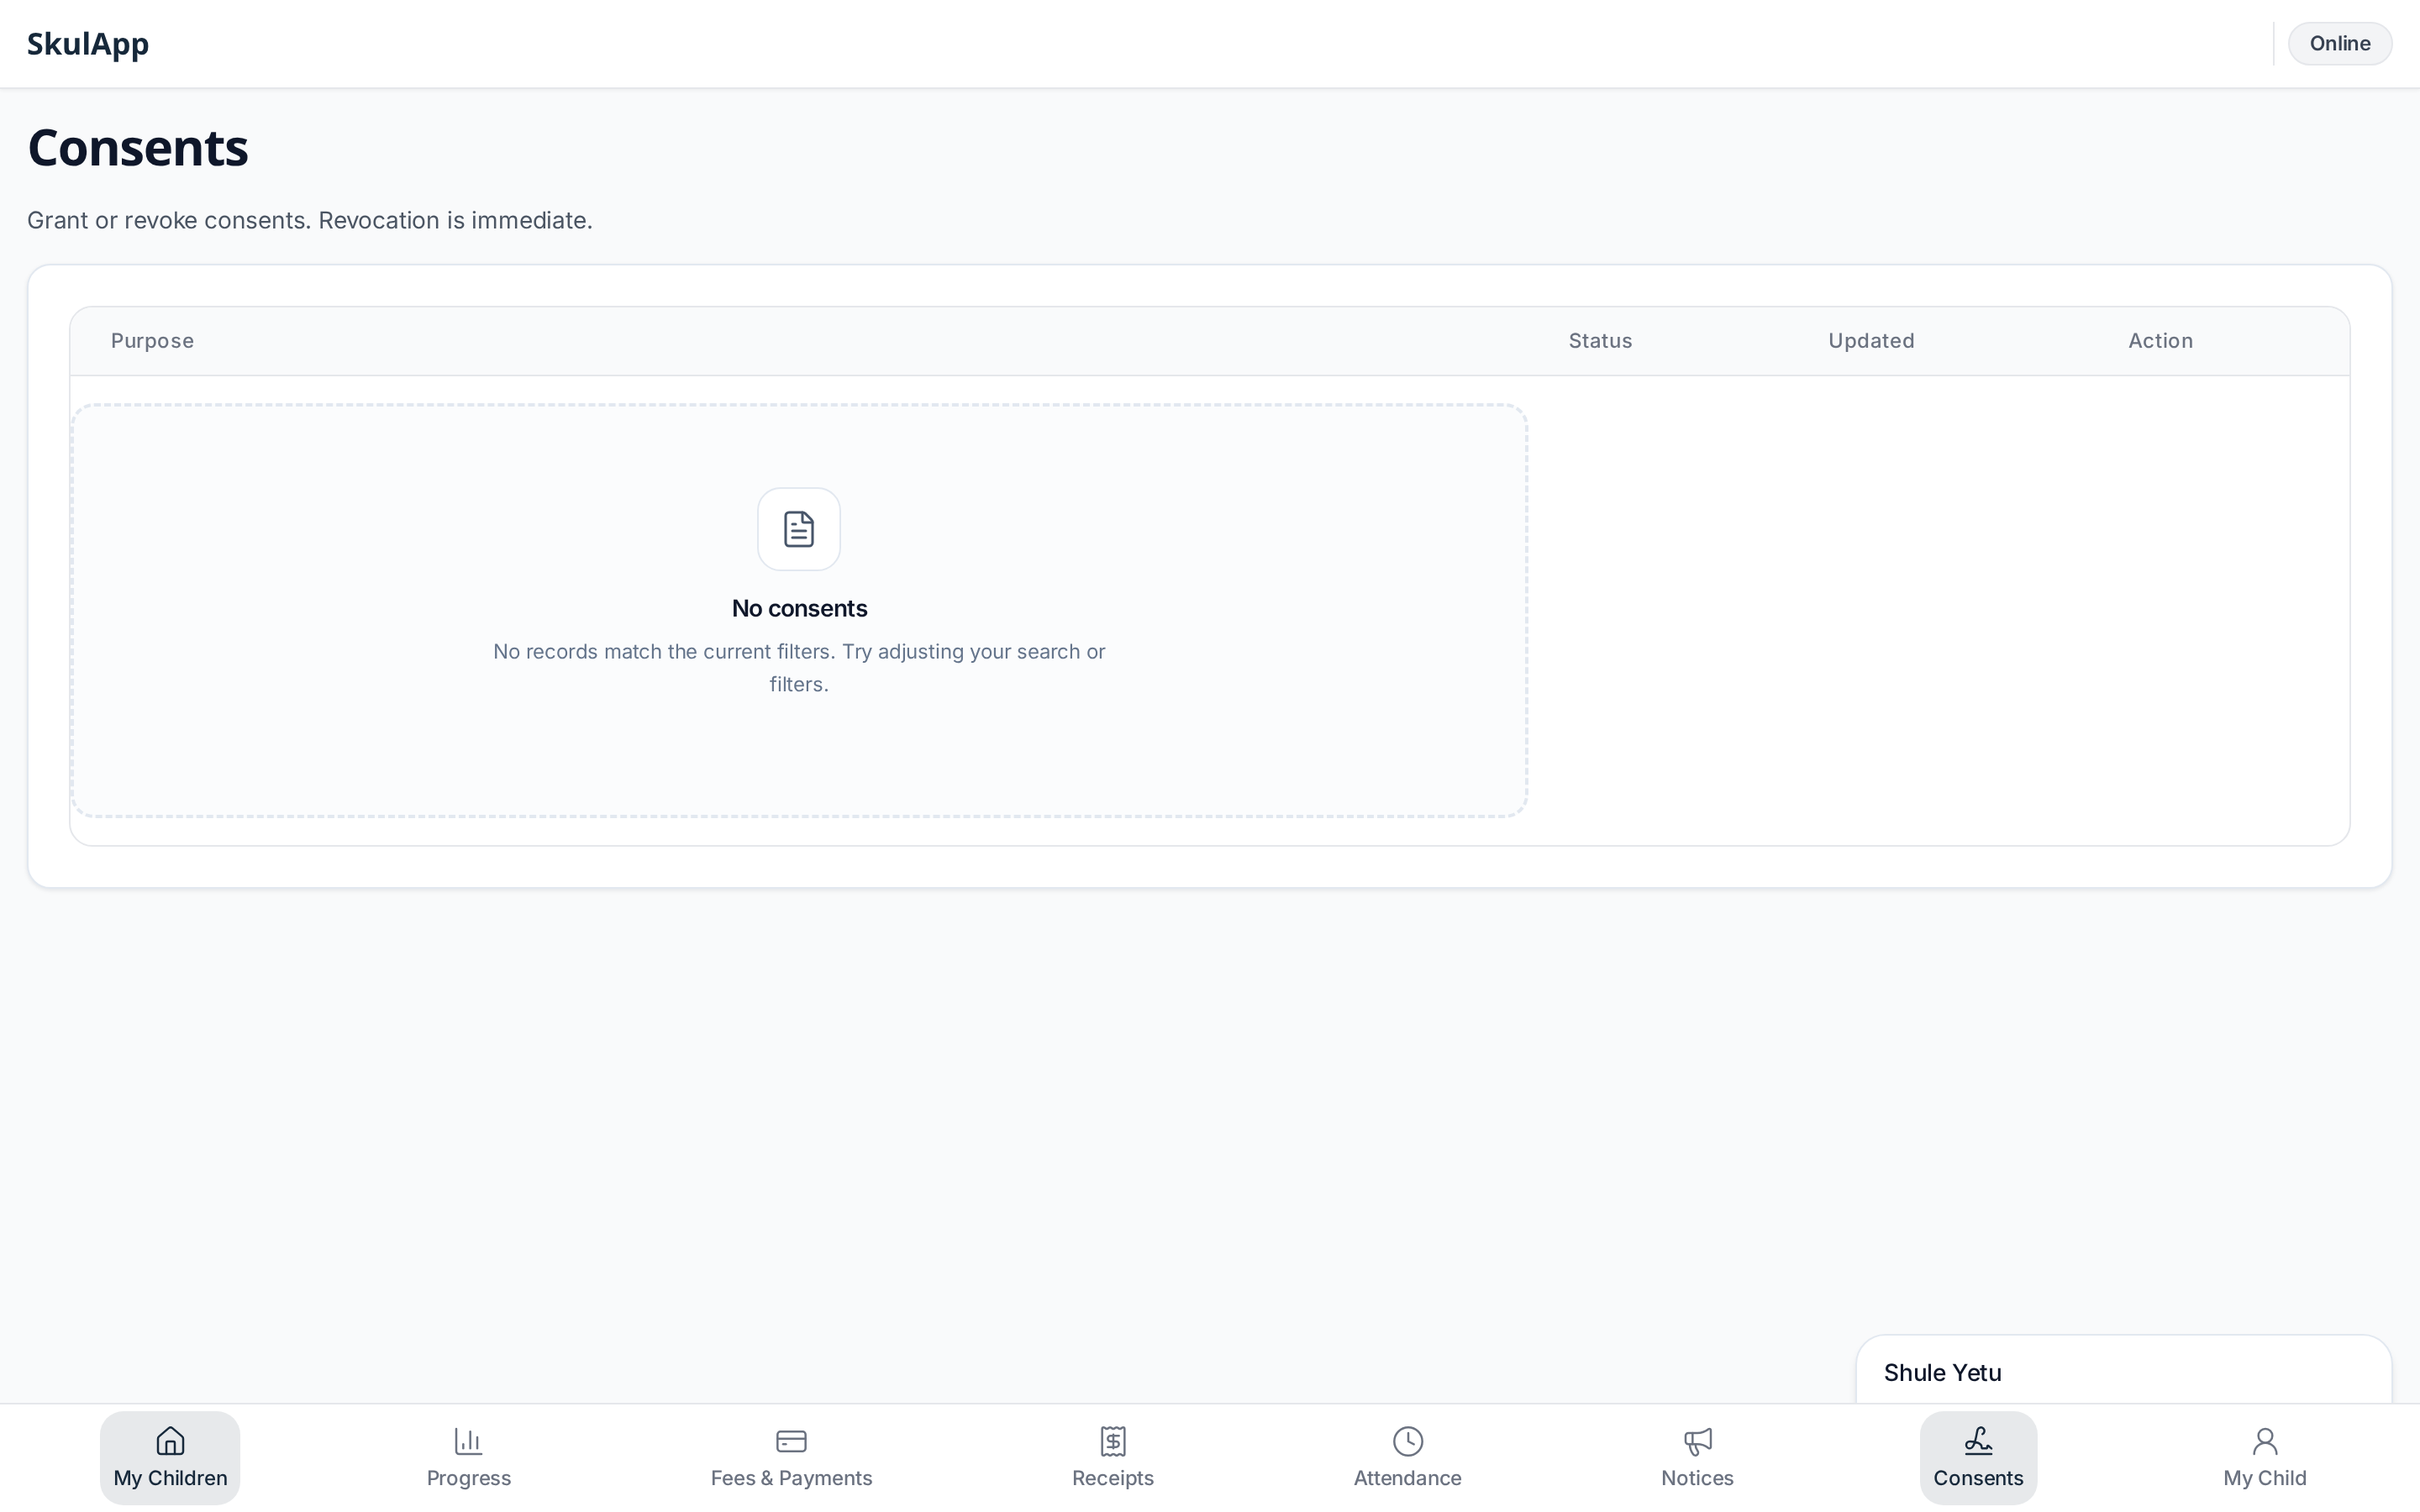 SkulApp
Online
Consents
Grant or revoke consents. Revocation is immediate.
Purpose Status Updated Action
No consents
No records match the current filters. Try adjusting your search or
filters.
Shule Yetu
My Children Progress Fees & Payments Receipts Attendance Notices Consents My Child